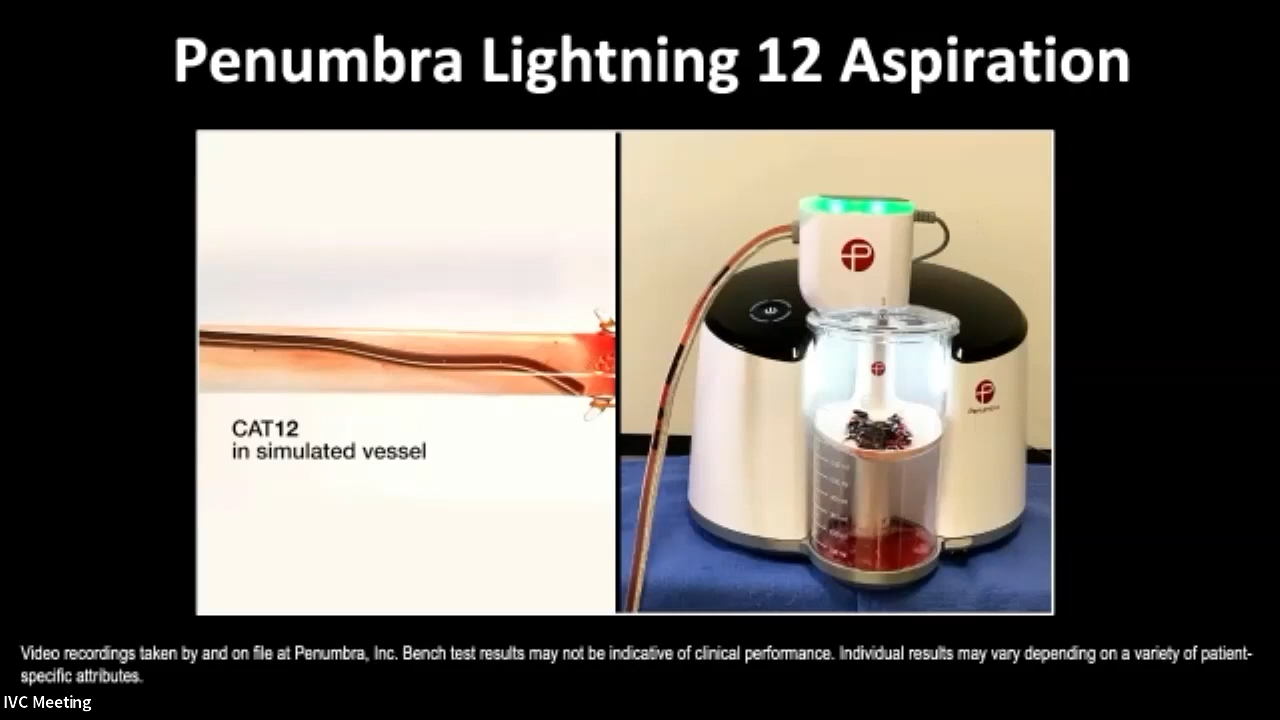 Penumbra Lightning 12 Aspiration
CAT12
in simulated vessel
P
Penumbra
Video recordings taken by and on file at Penumbra, Inc. Bench test results may not be indicative of clinical performance. Individual results may vary depending on a variety of patient-
specific attributes.
IVC Meeting